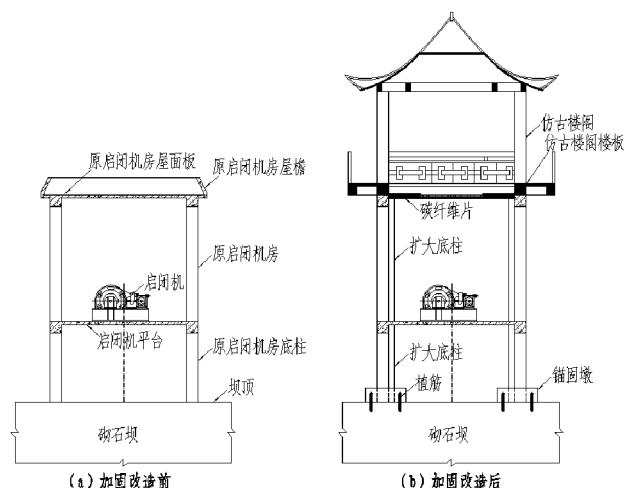 原启闭机房屋面板
原启闭机房屋檐
原启闭机房
启闭机
启闭机平台
原启闭机房底柱
坝顶
砌石坝
(a) 加固改造前
仿古楼阁
仿古楼阁楼板
碳纤维片
扩大底柱
扩大底柱
植筋
锚固墩
砌石坝
(b) 加固改造后